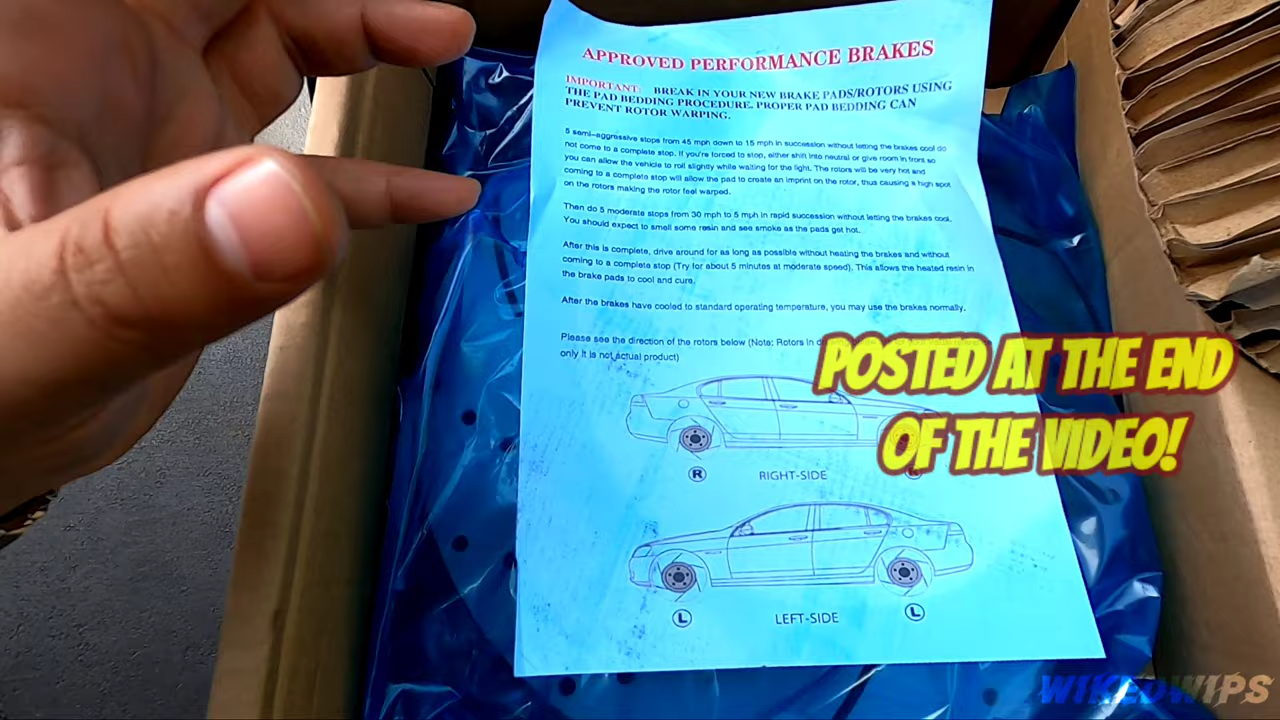 APPROVED PERFORMANCE BRAKES
IMPORTANT: BREAK IN YOUR NEW BRAKE PADS/ROTORS USING
THE PAD BEDDING PROCEDURE. PROPER PAD BEDDING CAN
PREVENT ROTOR WARPING.
5 semi-aggressive stops from 45 mph down to 15 mph in succession without letting the brakes cool do
not come to a complete stop. If you're forced to stop, either shift into neutral or give room in front so
you can allow the vehicle to roll slightly while waiting for the light. The rotors will be very hot and
coming to a complete stop will allow the pad to create an imprint on the rotor, thus causing a high spot
on the rotors making the rotor feel warped.
Then do 5 moderate stops from 30 mph to 5 mph in rapid succession without letting the brakes cool.
You should expect to smell some resin and see smoke as the pads get hot.
After this is complete, drive around for as long as possible without heating the brakes and without
coming to a complete stop (Try for about 5 minutes at moderate speed). This allows the heated resin in
the brake pads to cool and cure.
After the brakes have cooled to standard operating temperature, you may use the brakes normally.
Please see the direction of the rotors below (Note: Rotors in
only it is not actual product)
POSTED AT THE END
OF THE VIDEO!
R RIGHT-SIDE
L LEFT-SIDE L
WIKEDWIPS